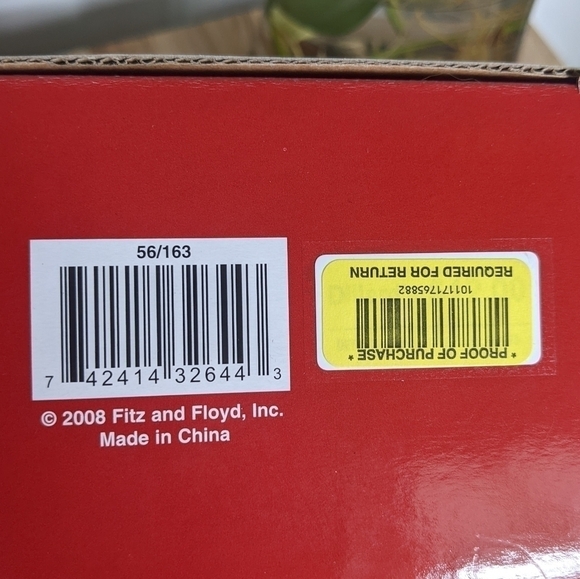 56/163
7 42414 32644 3
© 2008 Fitz and Floyd, Inc.
Made in China
* PROOF OF PURCHASE *
101171765882
REQUIRED FOR RETURN